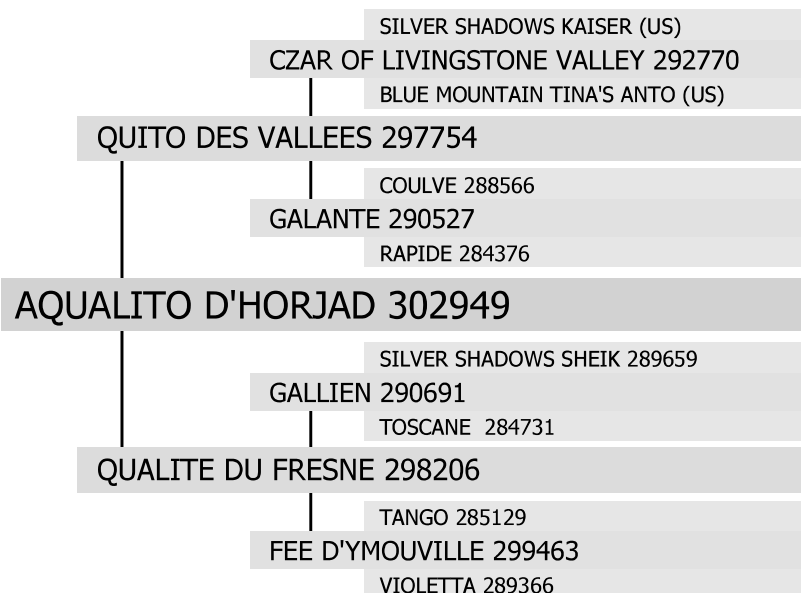 SILVER SHADOWS KAISER (US)
CZAR OF LIVINGSTONE VALLEY 292770
BLUE MOUNTAIN TINA'S ANTO (US)
QUITO DES VALLEES 297754
COULVE 288566
GALANTE 290527
RAPIDE 284376
AQUALITO D'HORJAD 302949
SILVER SHADOWS SHEIK 289659
GALLIEN 290691
TOSCANE 284731
QUALITE DU FRESNE 298206
TANGO 285129
FEE D'YMOUVILLE 299463
VIOLETTA 289366